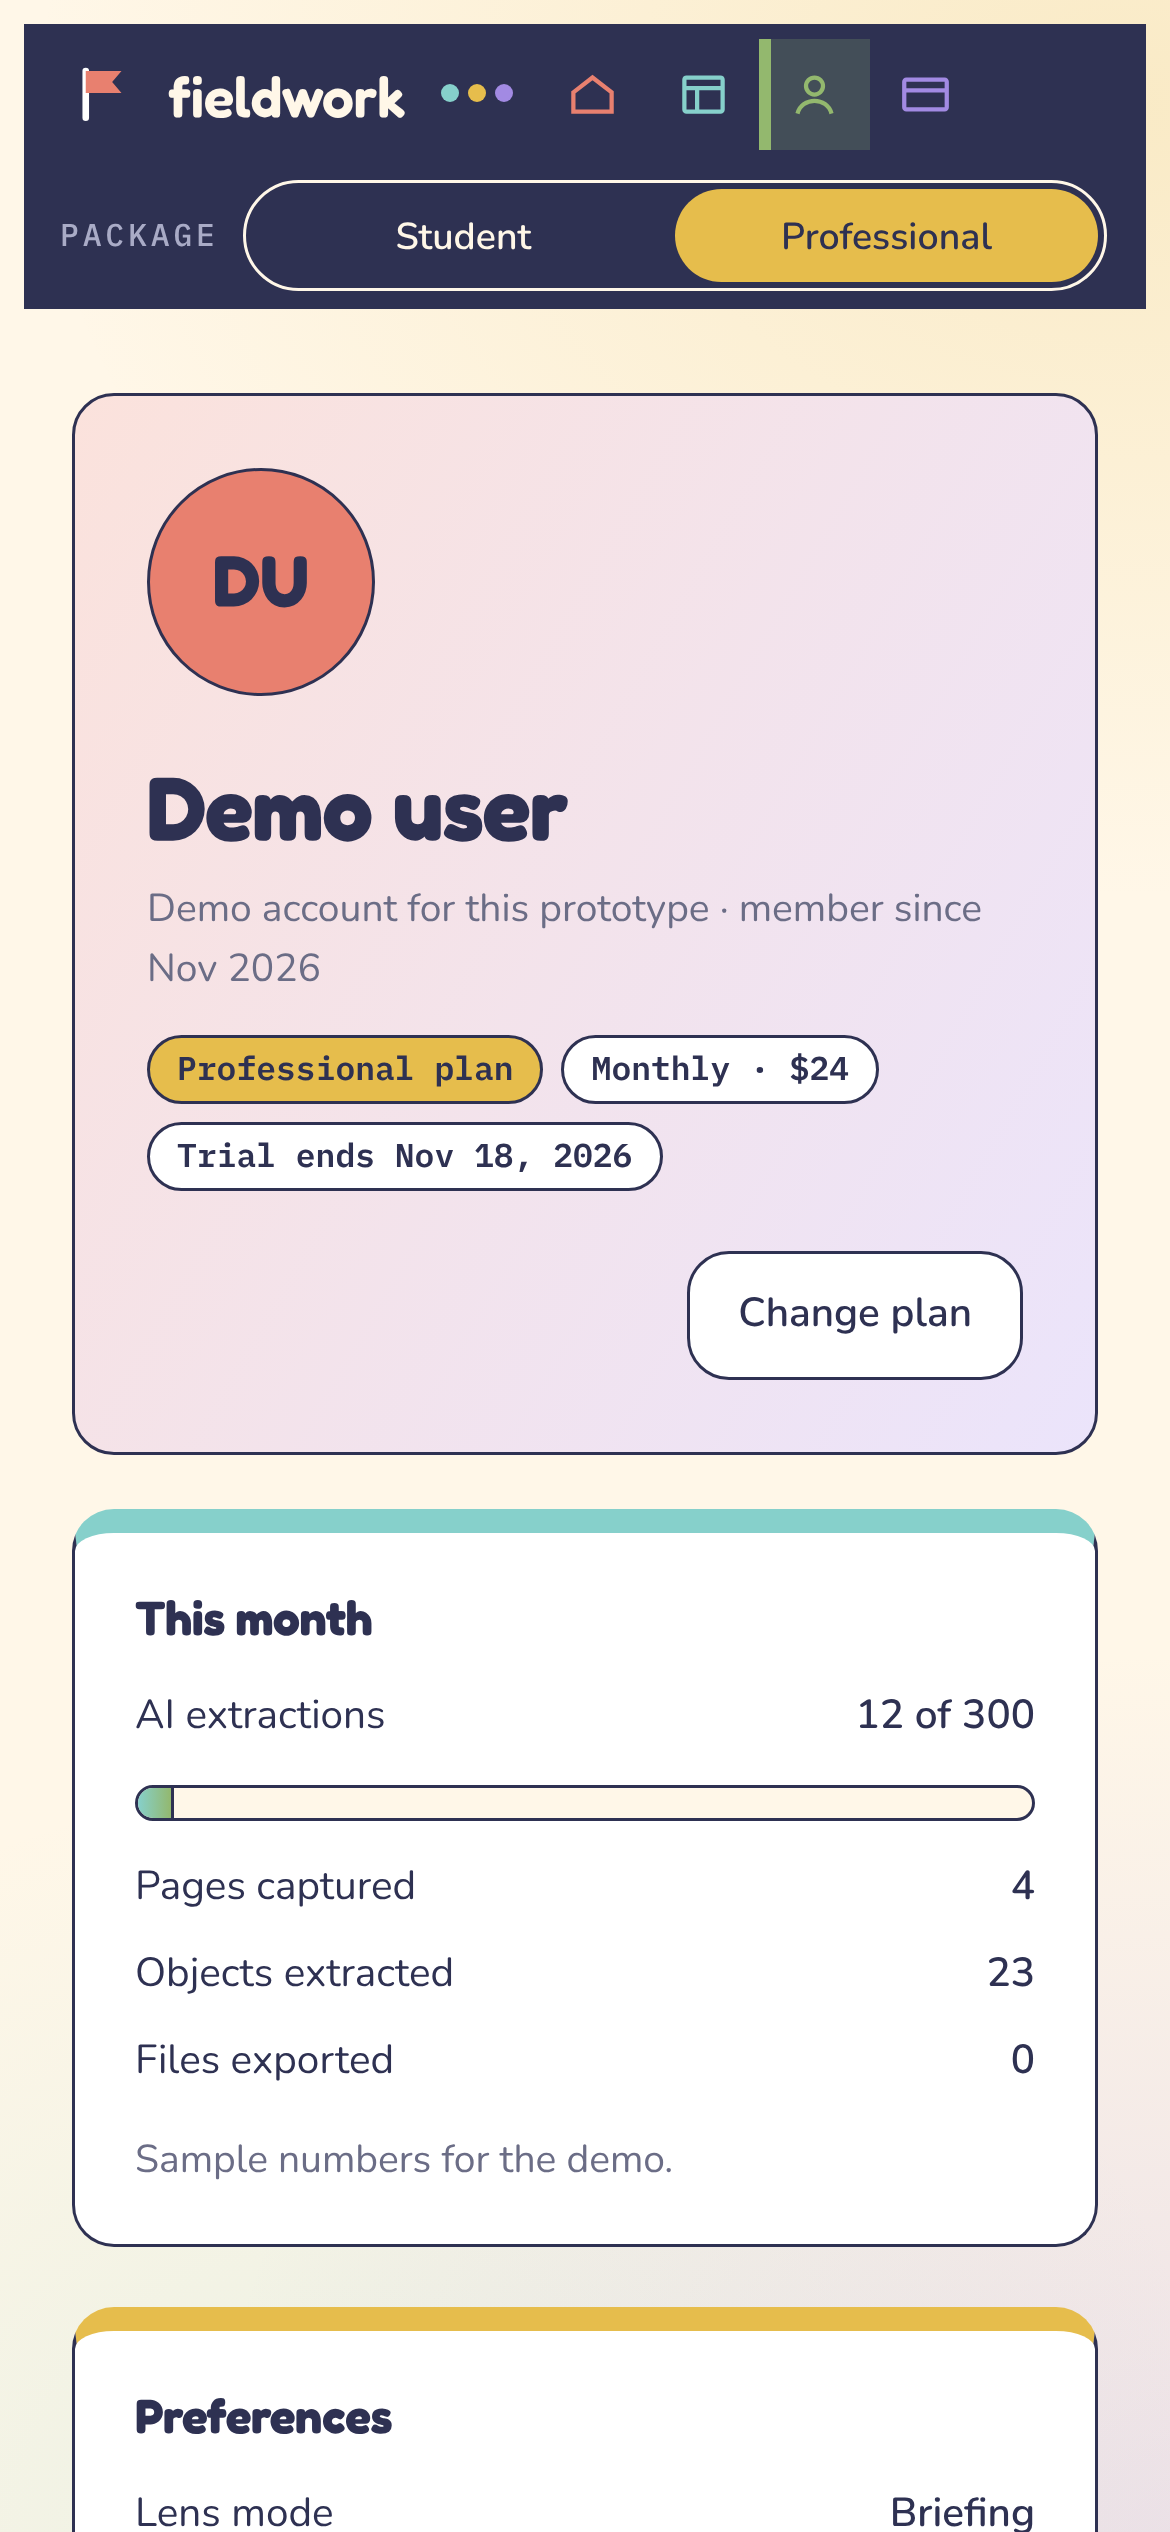 fieldwork
PACKAGE Student Professional
DU
Demo user
Demo account for this prototype · member since
Nov 2026
Professional plan Monthly · $24
Trial ends Nov 18, 2026
Change plan
This month
AI extractions 12 of 300
Pages captured 4
Objects extracted 23
Files exported 0
Sample numbers for the demo.
Preferences
Lens mode Briefing